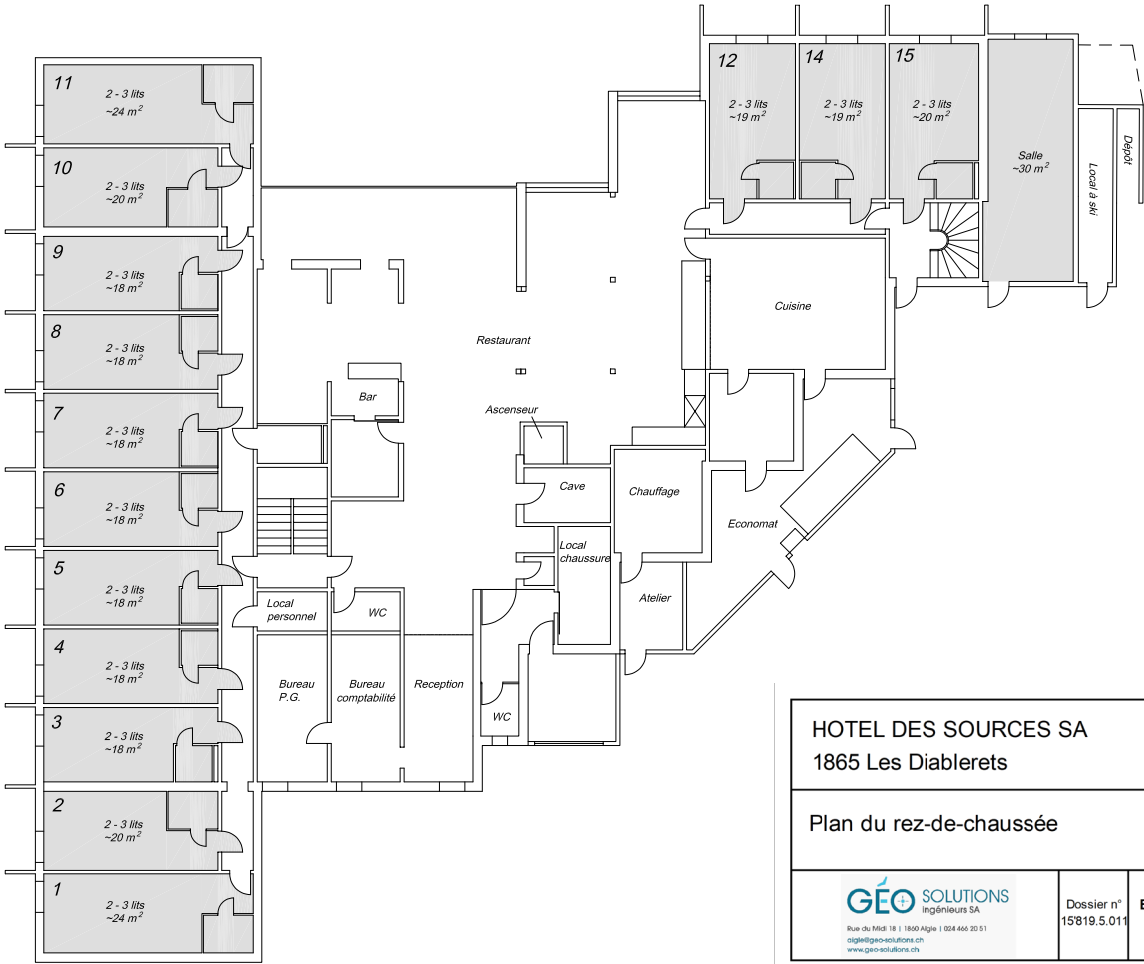 11
2 - 3 lits
~24 m²
10
2 - 3 lits
~20 m²
9
2 - 3 lits
~18 m²
8
2 - 3 lits
~18 m²
7
2 - 3 lits
~18 m²
6
2 - 3 lits
~18 m²
5
2 - 3 lits
~18 m²
4
2 - 3 lits
~18 m²
3
2 - 3 lits
~18 m²
2
2 - 3 lits
~20 m²
1
2 - 3 lits
~24 m²
12
2 - 3 lits
~19 m²
14
2 - 3 lits
~19 m²
15
2 - 3 lits
~20 m²
Salle
~30 m²
Local à ski
Dépôt
Cuisine
Restaurant
Bar
Ascenseur
Cave
Chauffage
Economat
Local
chaussure
Atelier
Local
personnel
WC
Bureau
P.G.
Bureau
comptabilité
Reception
WC
HOTEL DES SOURCES SA
1865 Les Diablerets
Plan du rez-de-chaussée
GÉO SOLUTIONS
ingénieurs SA
Rue du Midi 18 | 1860 Aigle | 024 466 20 51
aigle@geo-solutions.ch
www.geo-solutions.ch
Dossier n°
15'819.5.011